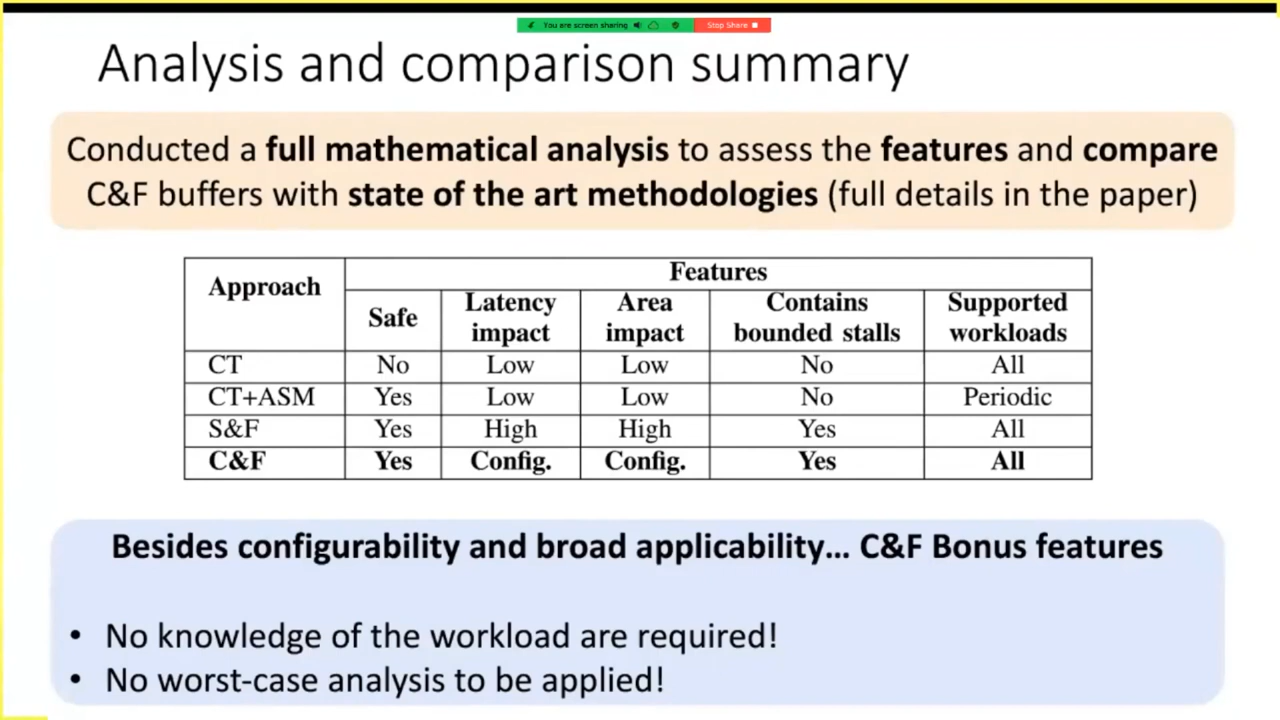 You are screen sharing
Stop Share
Analysis and comparison summary
Conducted a full mathematical analysis to assess the features and compare
C&F buffers with state of the art methodologies (full details in the paper)
Approach
Features
Safe
Latency impact
Area impact
Contains bounded stalls
Supported workloads
CT No Low Low No All
CT+ASM Yes Low Low No Periodic
S&F Yes High High Yes All
C&F Yes Config. Config. Yes All
Besides configurability and broad applicability... C&F Bonus features
• No knowledge of the workload are required!
• No worst-case analysis to be applied!